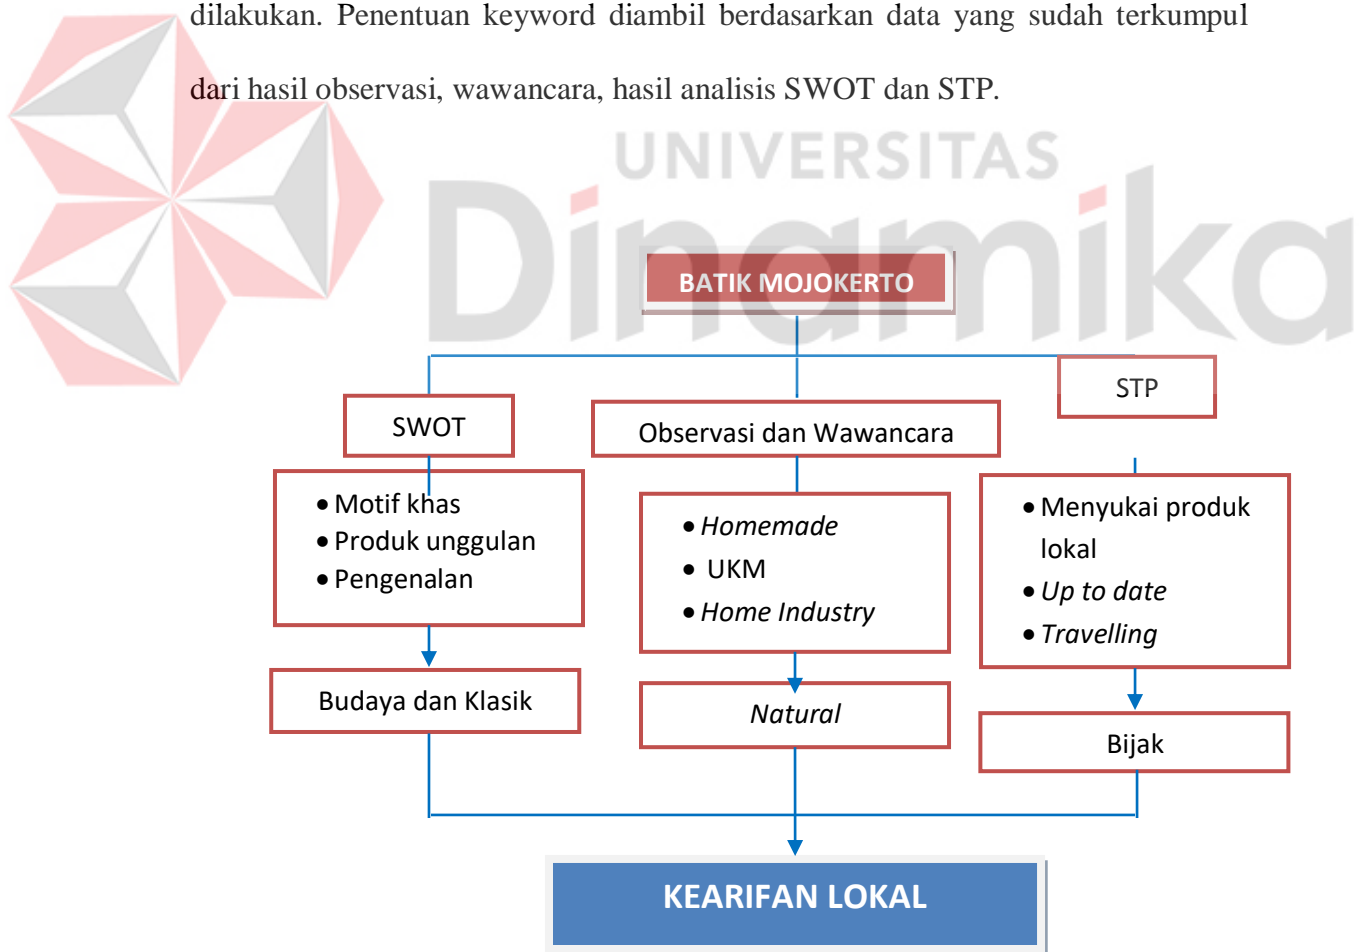 dilakukan. Penentuan keyword diambil berdasarkan data yang sudah terkumpul
dari hasil observasi, wawancara, hasil analisis SWOT dan STP.
UNIVERSITAS
Dinamika
BATIK MOJOKERTO
SWOT
Observasi dan Wawancara
STP
• Motif khas
• Produk unggulan
• Pengenalan
• Homemade
• UKM
• Home Industry
• Menyukai produk
lokal
• Up to date
• Travelling
Budaya dan Klasik
Natural
Bijak
KEARIFAN LOKAL